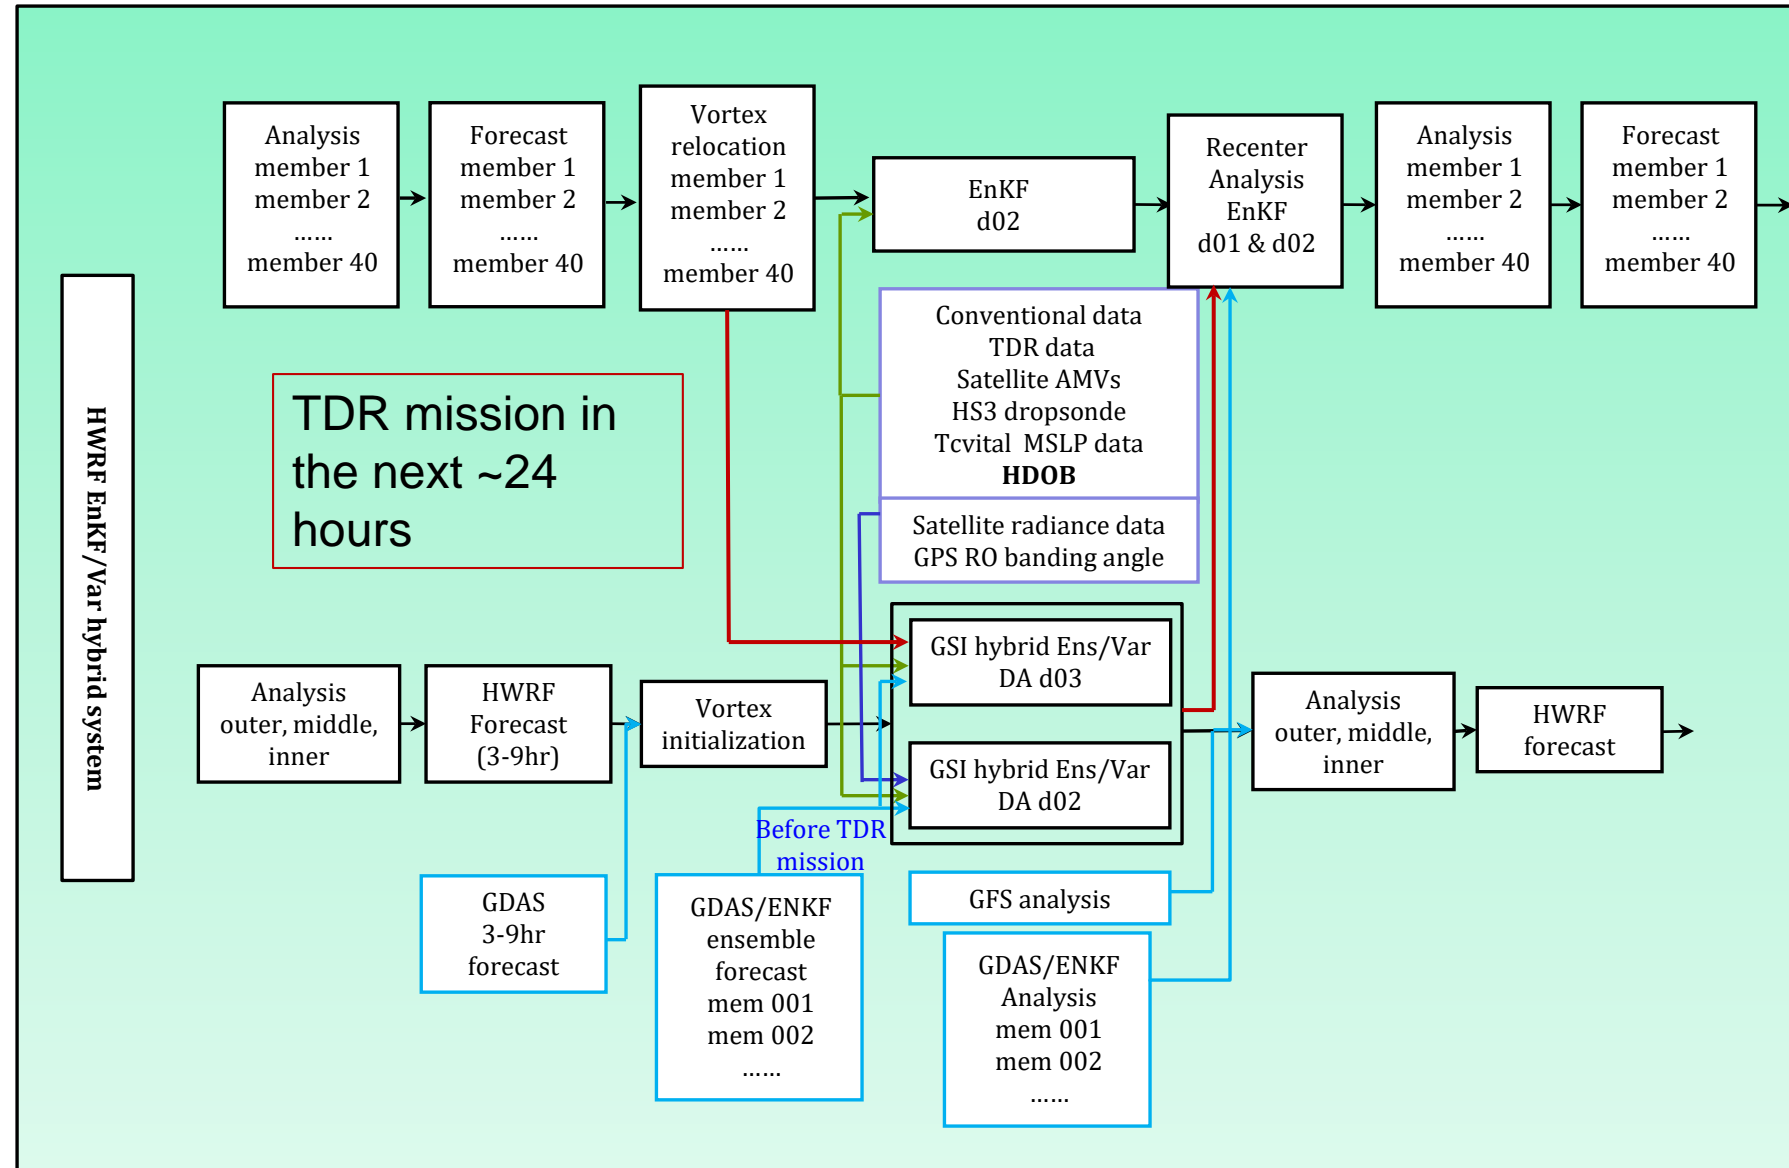 Analysis
member 1
member 2
......
member 40
Forecast
member 1
member 2
......
member 40
Vortex
relocation
member 1
member 2
......
member 40
EnKF
d02
Recenter
Analysis
EnKF
d01 & d02
Analysis
member 1
member 2
......
member 40
Forecast
member 1
member 2
......
member 40
HWRF EnKF/Var hybrid system
TDR mission in
the next ~24
hours
Conventional data
TDR data
Satellite AMVs
HS3 dropsonde
Tcvital MSLP data
HDOB
Satellite radiance data
GPS RO banding angle
Analysis
outer, middle,
inner
HWRF
Forecast
(3-9hr)
Vortex
initialization
GSI hybrid Ens/Var
DA d03
GSI hybrid Ens/Var
DA d02
Analysis
outer, middle,
inner
HWRF
forecast
Before TDR
mission
GDAS
3-9hr
forecast
GDAS/ENKF
ensemble
forecast
mem 001
mem 002
......
GFS analysis
GDAS/ENKF
Analysis
mem 001
mem 002
......